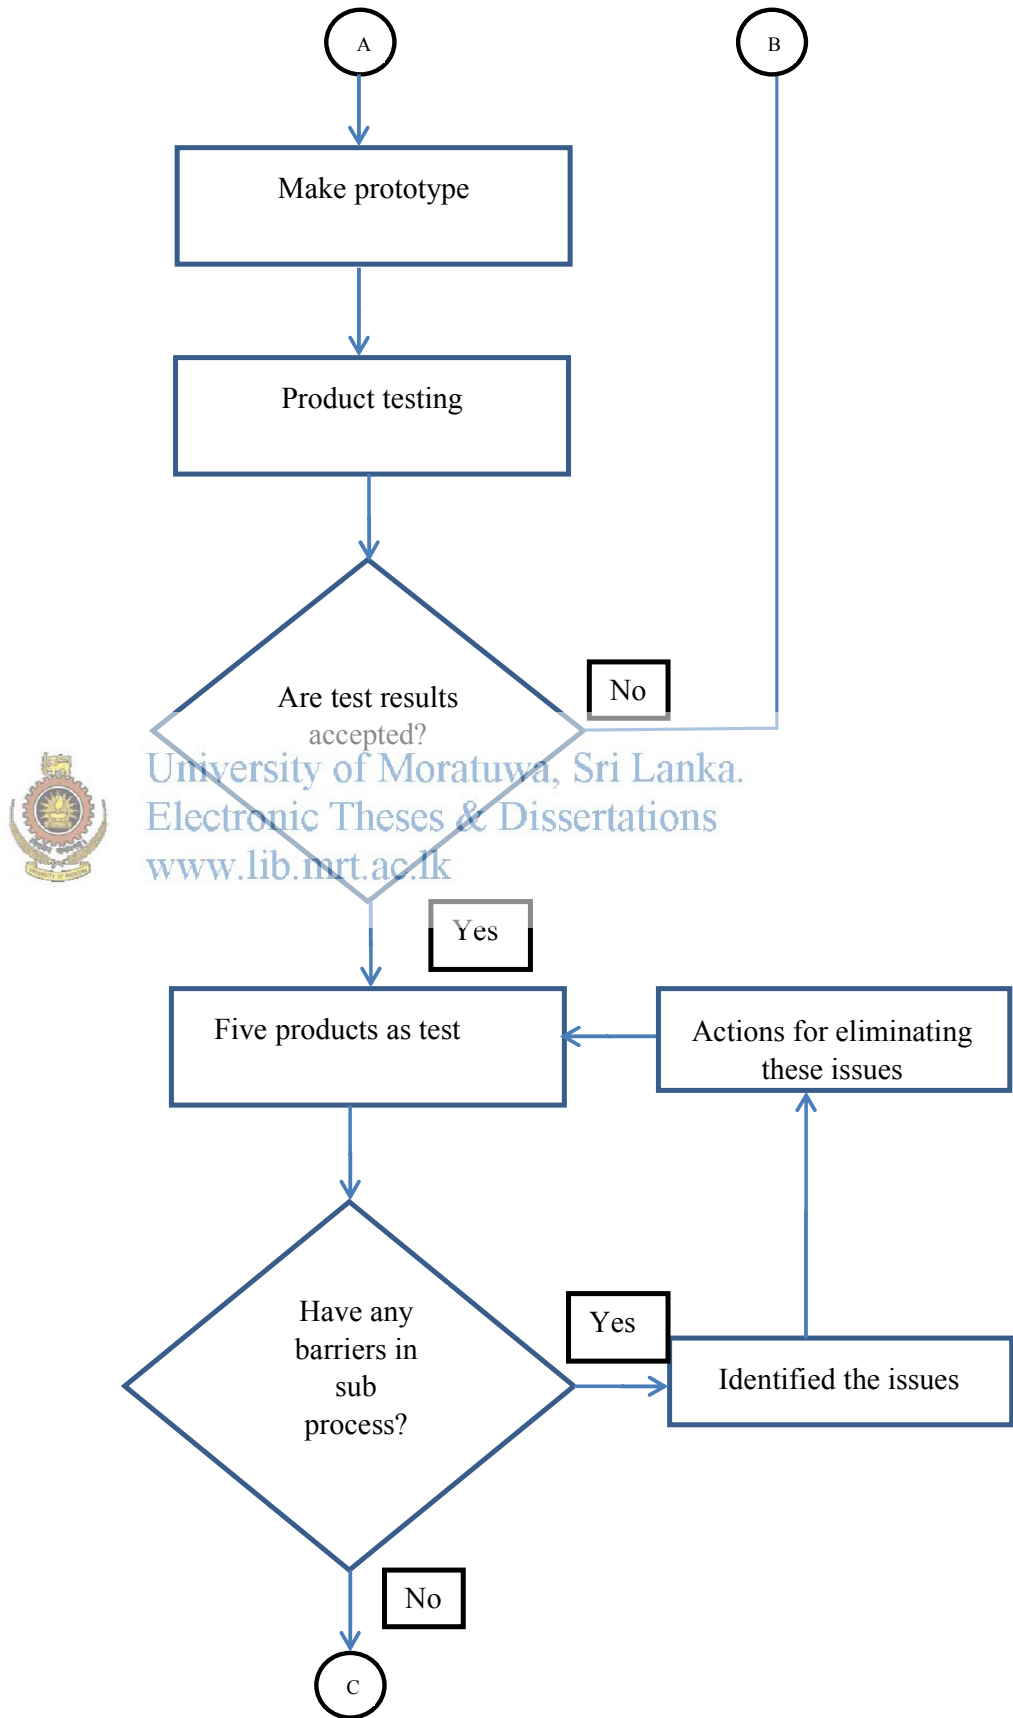 A
B
Make prototype
Product testing
Are test results
accepted?
No
University of Moratuwa, Sri Lanka.
Electronic Theses & Dissertations
www.lib.mrt.ac.lk
Yes
Five products as test
Actions for eliminating
these issues
Have any
barriers in
sub
process?
Yes
Identified the issues
No
C